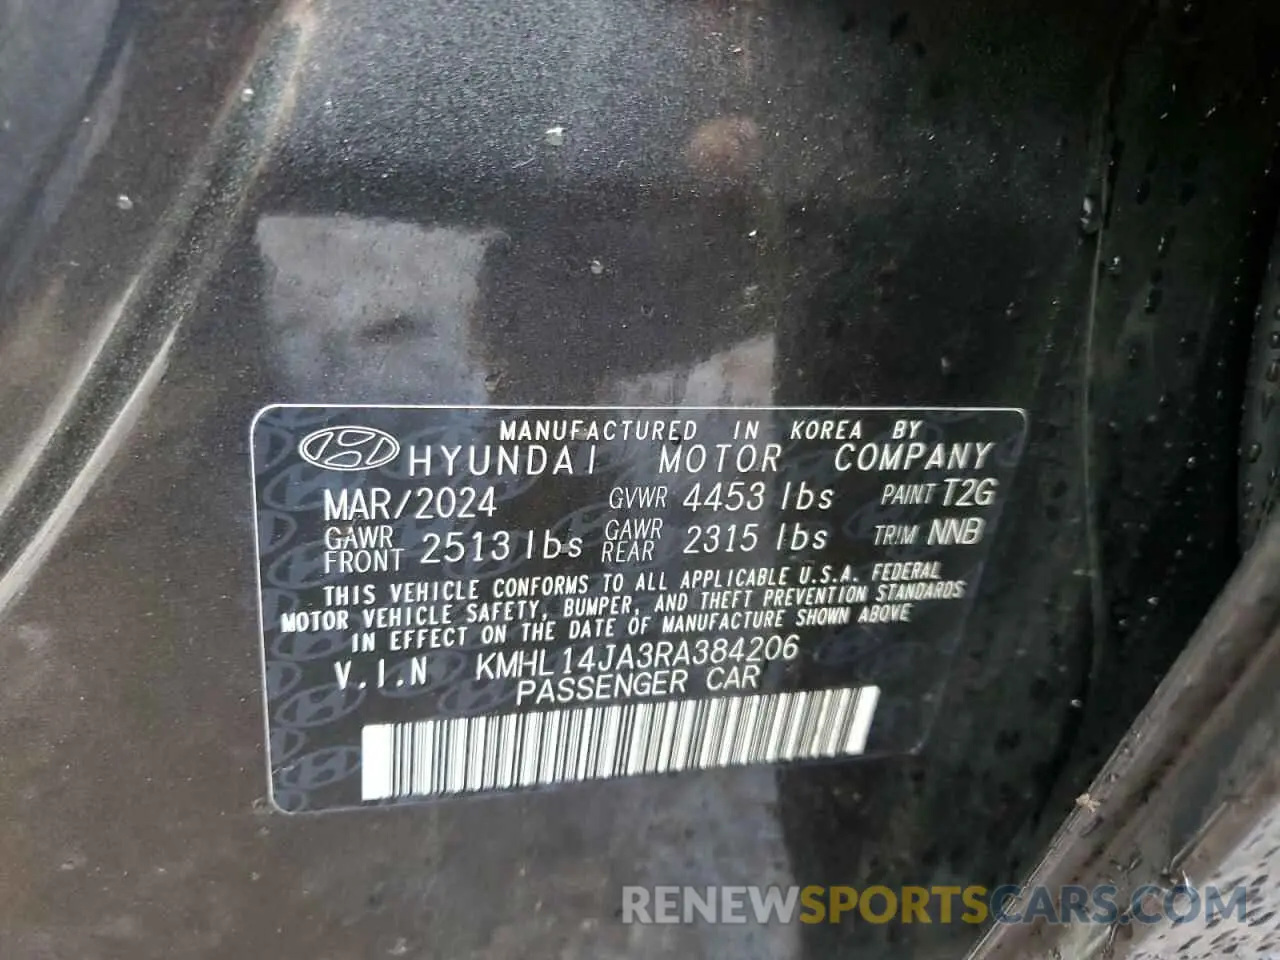 MANUFACTURED IN KOREA BY
HYUNDAI MOTOR COMPANY
MAR/2024 GVWR 4453 lbs PAINT T2G
GAWR FRONT 2513 lbs GAWR REAR 2315 lbs TRIM NNB
THIS VEHICLE CONFORMS TO ALL APPLICABLE U.S.A. FEDERAL
MOTOR VEHICLE SAFETY, BUMPER, AND THEFT PREVENTION STANDARDS
IN EFFECT ON THE DATE OF MANUFACTURE SHOWN ABOVE
V.I.N KMHL14JA3RA384206
PASSENGER CAR
RENEWSPORTSCARS.COM